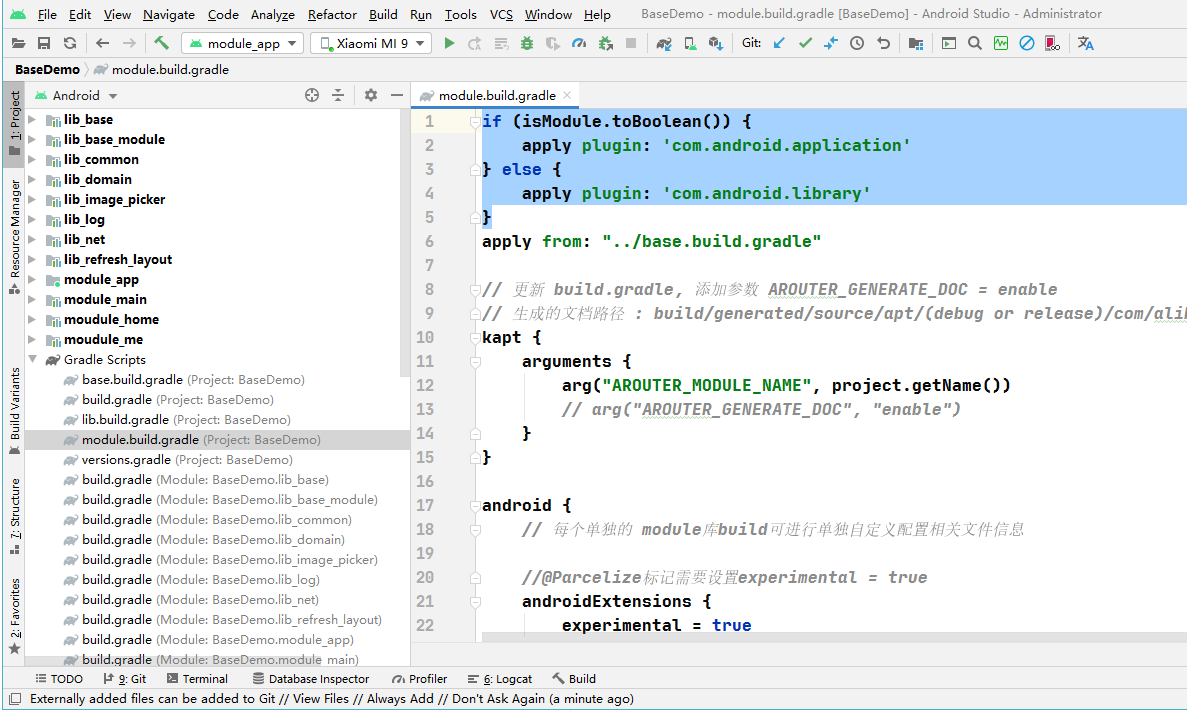 File Edit View Navigate Code Analyze Refactor Build Run Tools VCS Window Help BaseDemo - module.build.gradle [BaseDemo] - Android Studio - Administrator
module_app Xiaomi MI 9 Git:
BaseDemo module.build.gradle
1: Project
Resource Manager
Build Variants
7: Structure
2: Favorites
Android
lib_base
lib_base_module
lib_common
lib_domain
lib_image_picker
lib_log
lib_net
lib_refresh_layout
module_app
module_main
moudule_home
moudule_me
Gradle Scripts
base.build.gradle (Project: BaseDemo)
build.gradle (Project: BaseDemo)
lib.build.gradle (Project: BaseDemo)
module.build.gradle (Project: BaseDemo)
versions.gradle (Project: BaseDemo)
build.gradle (Module: BaseDemo.lib_base)
build.gradle (Module: BaseDemo.lib_base_module)
build.gradle (Module: BaseDemo.lib_common)
build.gradle (Module: BaseDemo.lib_domain)
build.gradle (Module: BaseDemo.lib_image_picker)
build.gradle (Module: BaseDemo.lib_log)
build.gradle (Module: BaseDemo.lib_net)
build.gradle (Module: BaseDemo.lib_refresh_layout)
build.gradle (Module: BaseDemo.module_app)
build.gradle (Module: BaseDemo.module_main)
module.build.gradle
1 if (isModule.toBoolean()) {
2 apply plugin: 'com.android.application'
3 } else {
4 apply plugin: 'com.android.library'
5 }
6 apply from: "../base.build.gradle"
7
8 // 更新 build.gradle, 添加参数 AROUTER_GENERATE_DOC = enable
9 // 生成的文档路径 : build/generated/source/apt/(debug or release)/com/alib
10 kapt {
11 arguments {
12 arg("AROUTER_MODULE_NAME", project.getName())
13 // arg("AROUTER_GENERATE_DOC", "enable")
14 }
15 }
16
17 android {
18 // 每个单独的 module库build可进行单独自定义配置相关文件信息
19
20 //@Parcelize标记需要设置experimental = true
21 androidExtensions {
22 experimental = true
TODO 9: Git Terminal Database Inspector Profiler 6: Logcat Build
Externally added files can be added to Git // View Files // Always Add // Don't Ask Again (a minute ago)